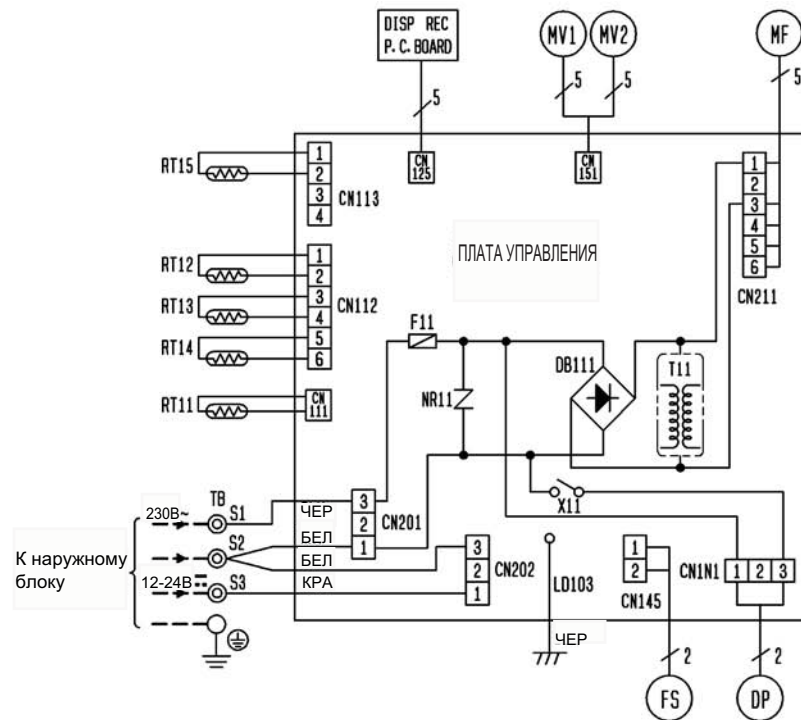 DISP REC
P.C.BOARD
MV1
MV2
MF
5
5
5
5
RT15
1
2
3
4
CN113
CN
125
CN
151
1
2
3
4
5
6
CN211
ПЛАТА УПРАВЛЕНИЯ
RT12
RT13
RT14
1
2
3
4
5
6
CN112
F11
DB111
T11
NR11
RT11
CN
111
X11
TB
230В~
S1
ЧЕР
3
2
1
CN201
К наружному
блоку
S2
БЕЛ
БЕЛ
12-24В
S3
КРА
3
2
1
CN202
LD103
ЧЕР
1
2
CN145
CN1N1
1
2
3
2
2
FS
DP